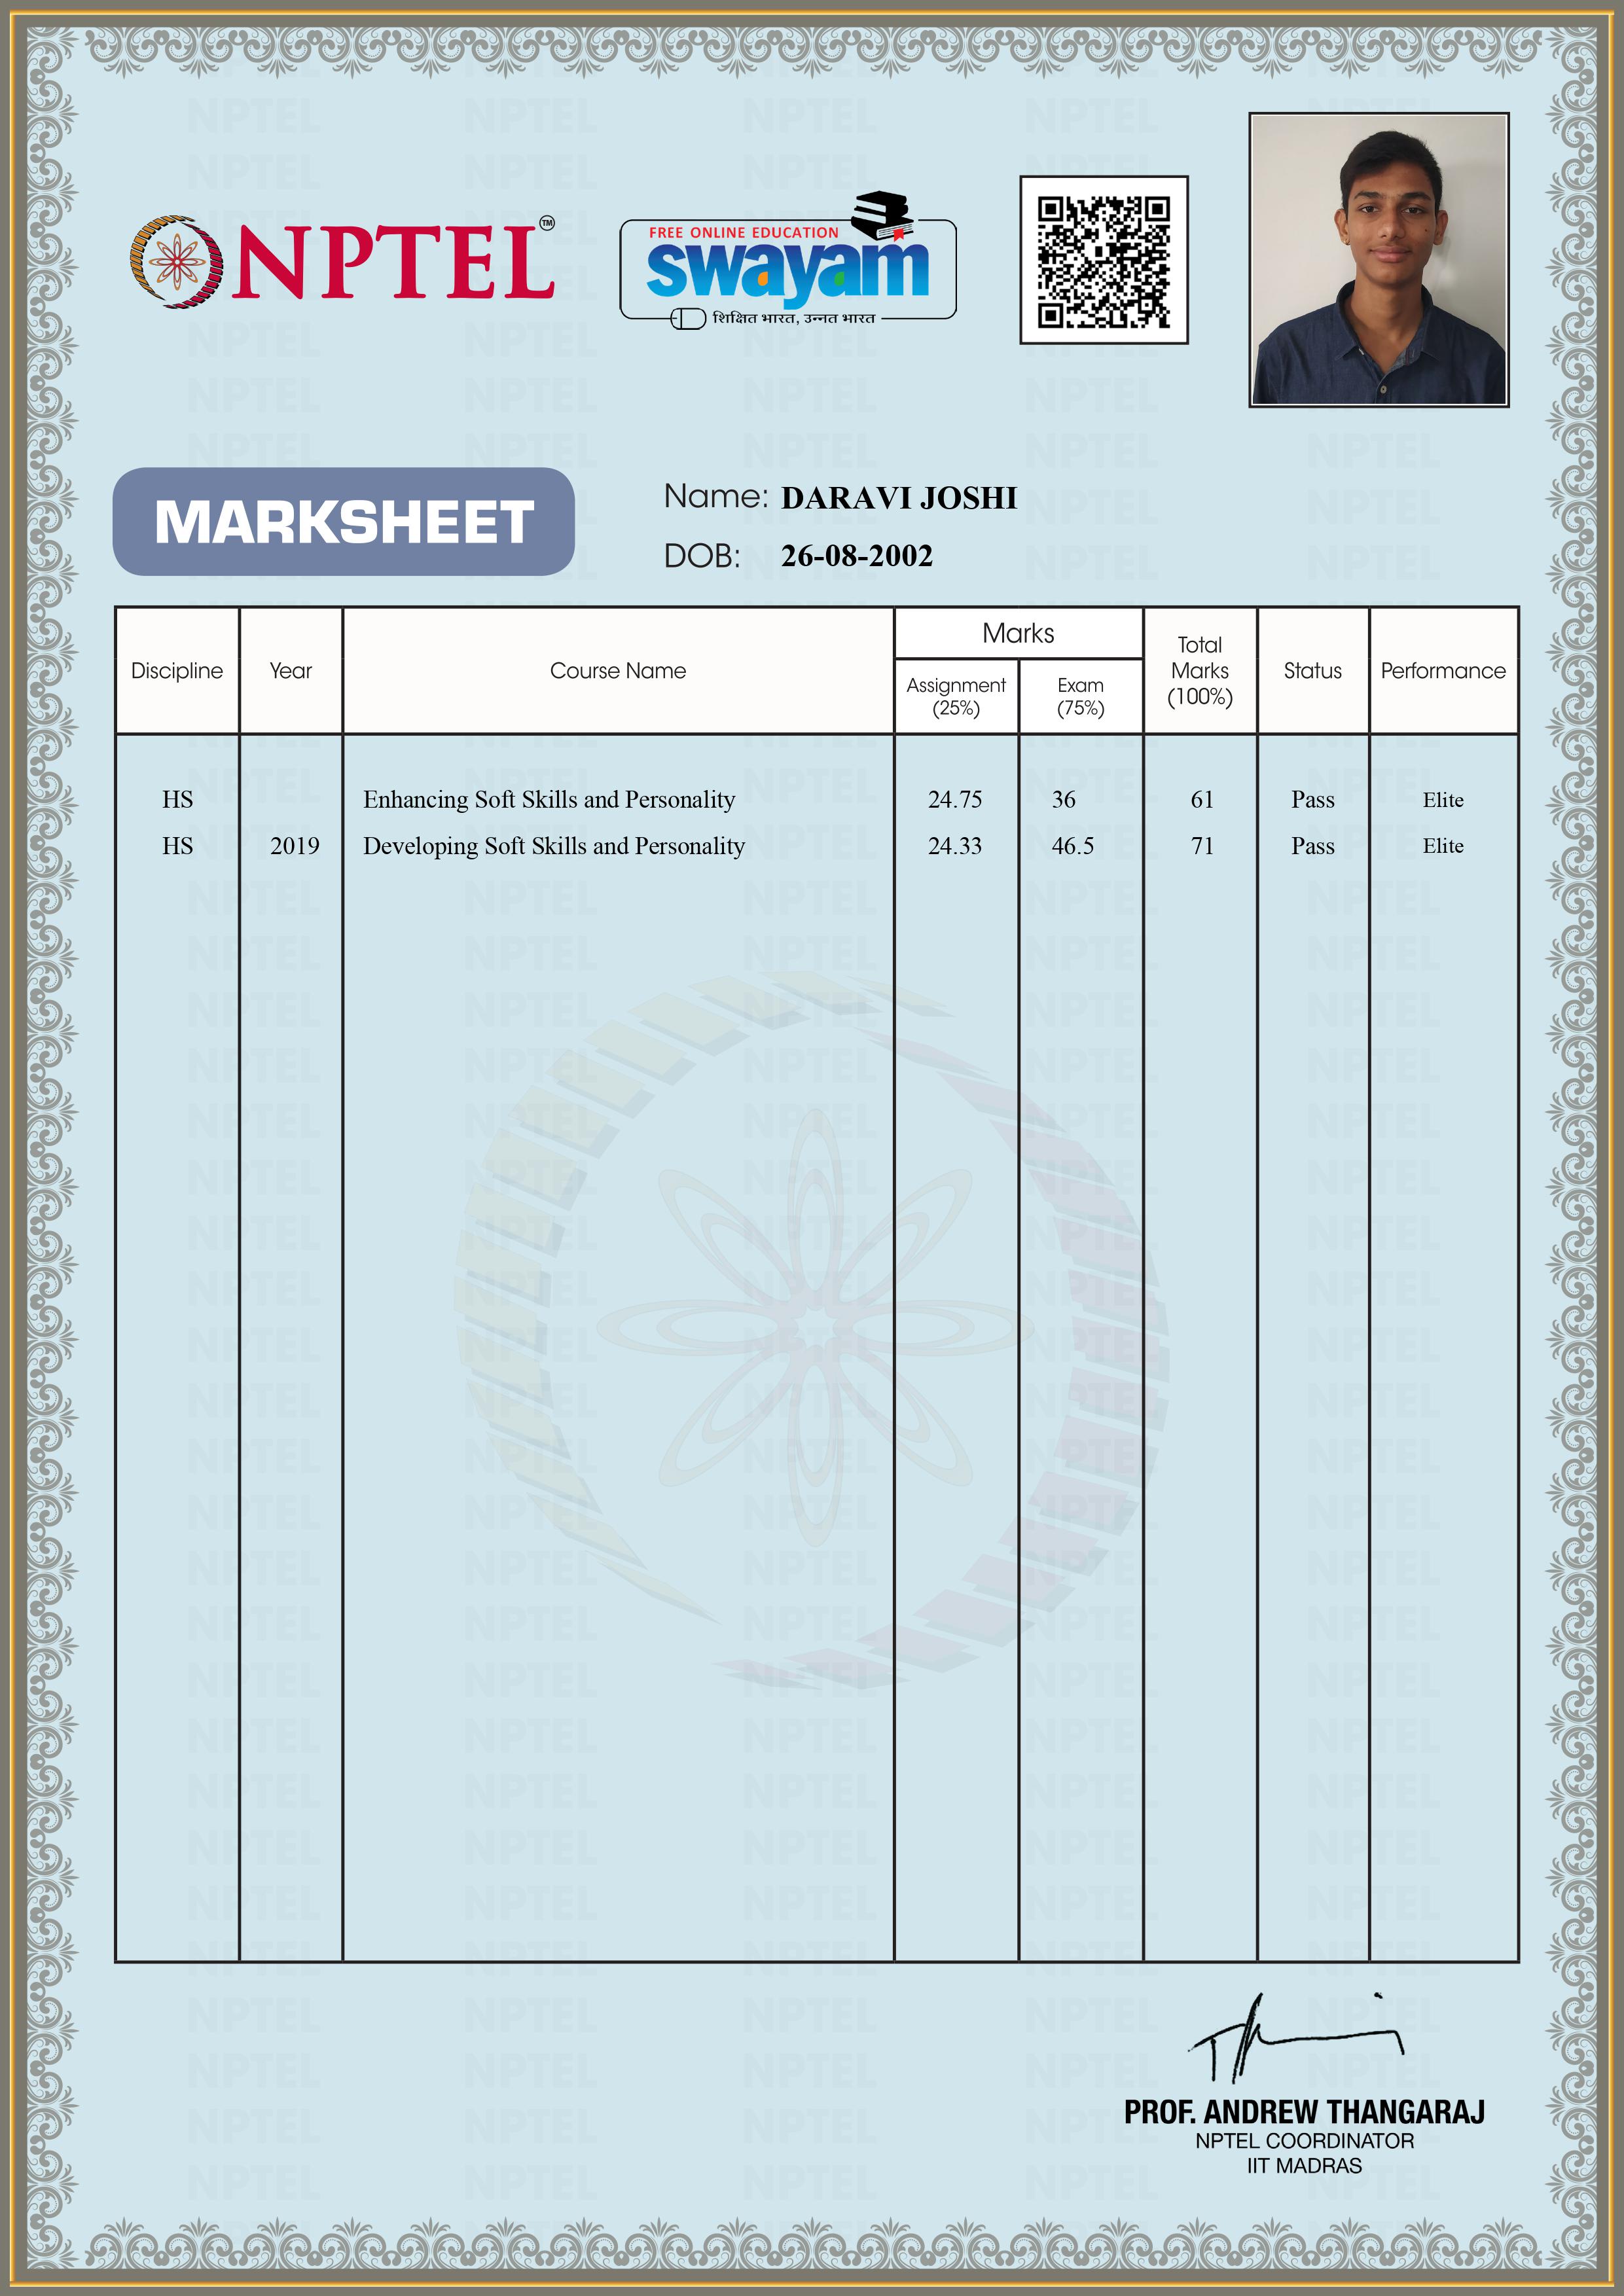 NPTEL™
FREE ONLINE EDUCATION
swayam
शिक्षित भारत, उन्नत भारत
MARKSHEET
Name: DARAVI JOSHI
DOB: 26-08-2002
Discipline Year Course Name Marks Assignment (25%) Exam (75%) Total Marks (100%) Status Performance
HS Enhancing Soft Skills and Personality 24.75 36 61 Pass Elite
HS 2019 Developing Soft Skills and Personality 24.33 46.5 71 Pass Elite
PROF. ANDREW THANGARAJ
NPTEL COORDINATOR
IIT MADRAS